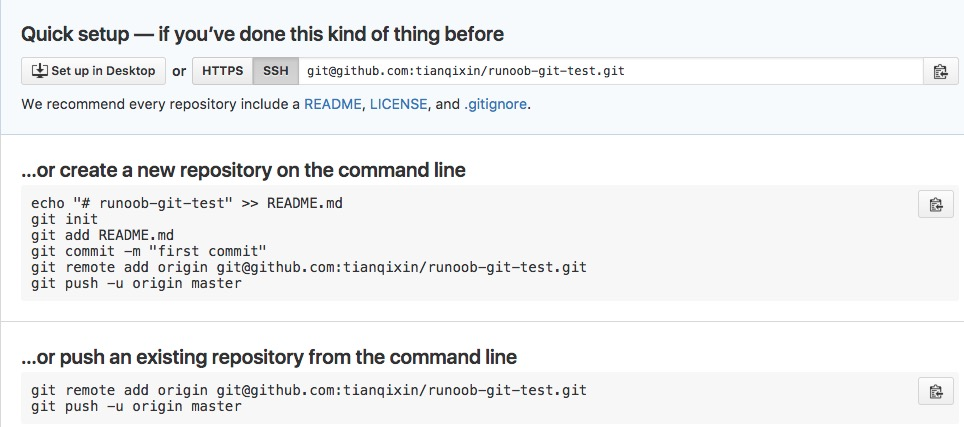 Quick setup — if you’ve done this kind of thing before
Set up in Desktop or HTTPS SSH git@github.com:tianqixin/runoob-git-test.git
We recommend every repository include a README, LICENSE, and .gitignore.
...or create a new repository on the command line
echo "# runoob-git-test" >> README.md
git init
git add README.md
git commit -m "first commit"
git remote add origin git@github.com:tianqixin/runoob-git-test.git
git push -u origin master
...or push an existing repository from the command line
git remote add origin git@github.com:tianqixin/runoob-git-test.git
git push -u origin master